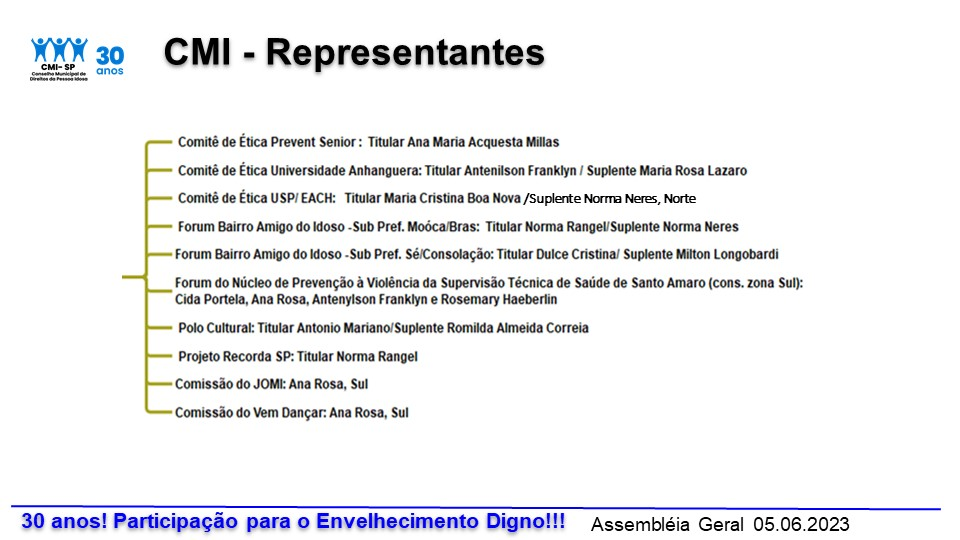 CMI - Representantes
CMI- SP
Conselho Municipal de
Direitos da Pessoa Idosa
30
anos
Comitê de Ética Prevent Senior : Titular Ana Maria Acquesta Millas
Comitê de Ética Universidade Anhanguera: Titular Antenilson Franklyn / Suplente Maria Rosa Lazaro
Comitê de Ética USP/ EACH: Titular Maria Cristina Boa Nova /Suplente Norma Neres, Norte
Forum Bairro Amigo do Idoso -Sub Pref. Moóca/Bras: Titular Norma Rangel/Suplente Norma Neres
Forum Bairro Amigo do Idoso -Sub Pref. Sé/Consolação: Titular Dulce Cristina/ Suplente Milton Longobardi
Forum do Núcleo de Prevenção à Violência da Supervisão Técnica de Saúde de Santo Amaro (cons. zona Sul):
Cida Portela, Ana Rosa, Antenylson Franklyn e Rosemary Haeberlin
Polo Cultural: Titular Antonio Mariano/Suplente Romilda Almeida Correia
Projeto Recorda SP: Titular Norma Rangel
Comissão do JOMI: Ana Rosa, Sul
Comissão do Vem Dançar: Ana Rosa, Sul
30 anos! Participação para o Envelhecimento Digno!!! Assembléia Geral 05.06.2023